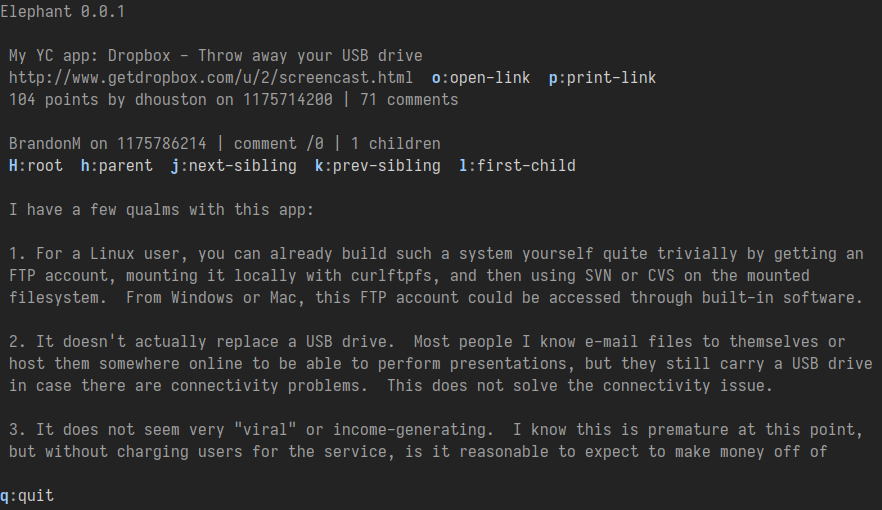 Elephant 0.0.1
My YC app: Dropbox - Throw away your USB drive
http://www.getdropbox.com/u/2/screencast.html  o:open-link  p:print-link
104 points by dhouston on 1175714200 | 71 comments
BrandonM on 1175786214 | comment /0 | 1 children
H:root  h:parent  j:next-sibling  k:prev-sibling  l:first-child
I have a few qualms with this app:
1. For a Linux user, you can already build such a system yourself quite trivially by getting an
FTP account, mounting it locally with curlftpfs, and then using SVN or CVS on the mounted
filesystem.  From Windows or Mac, this FTP account could be accessed through built-in software.
2. It doesn't actually replace a USB drive.  Most people I know e-mail files to themselves or
host them somewhere online to be able to perform presentations, but they still carry a USB drive
in case there are connectivity problems.  This does not solve the connectivity issue.
3. It does not seem very "viral" or income-generating.  I know this is premature at this point,
but without charging users for the service, is it reasonable to expect to make money off of
q:quit